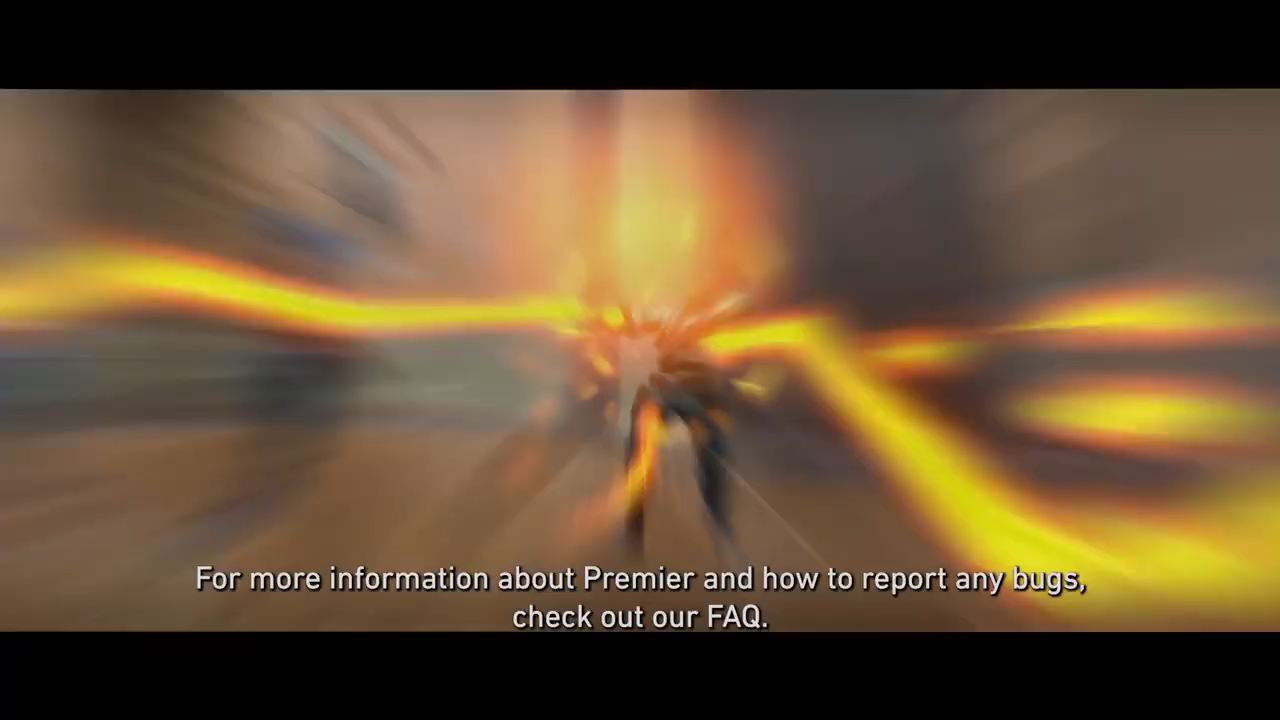 For more information about Premier and how to report any bugs,
check out our FAQ.